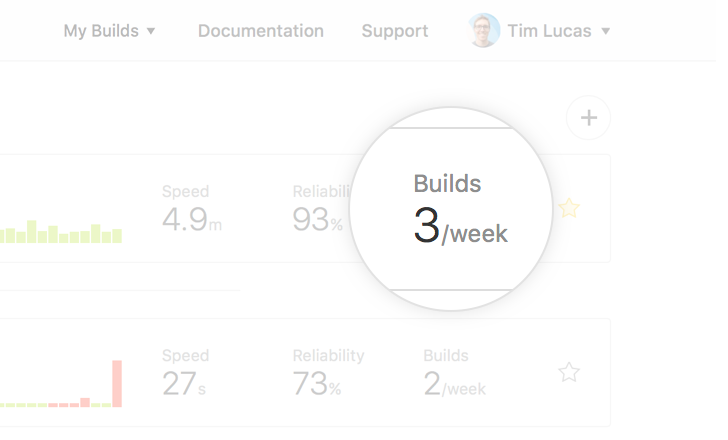 My Builds ▼ Documentation Support Tim Lucas ▼
+
Speed Reliabili Builds
4.9m 93% 3/week
Speed Reliability Builds
27s 73% 2/week